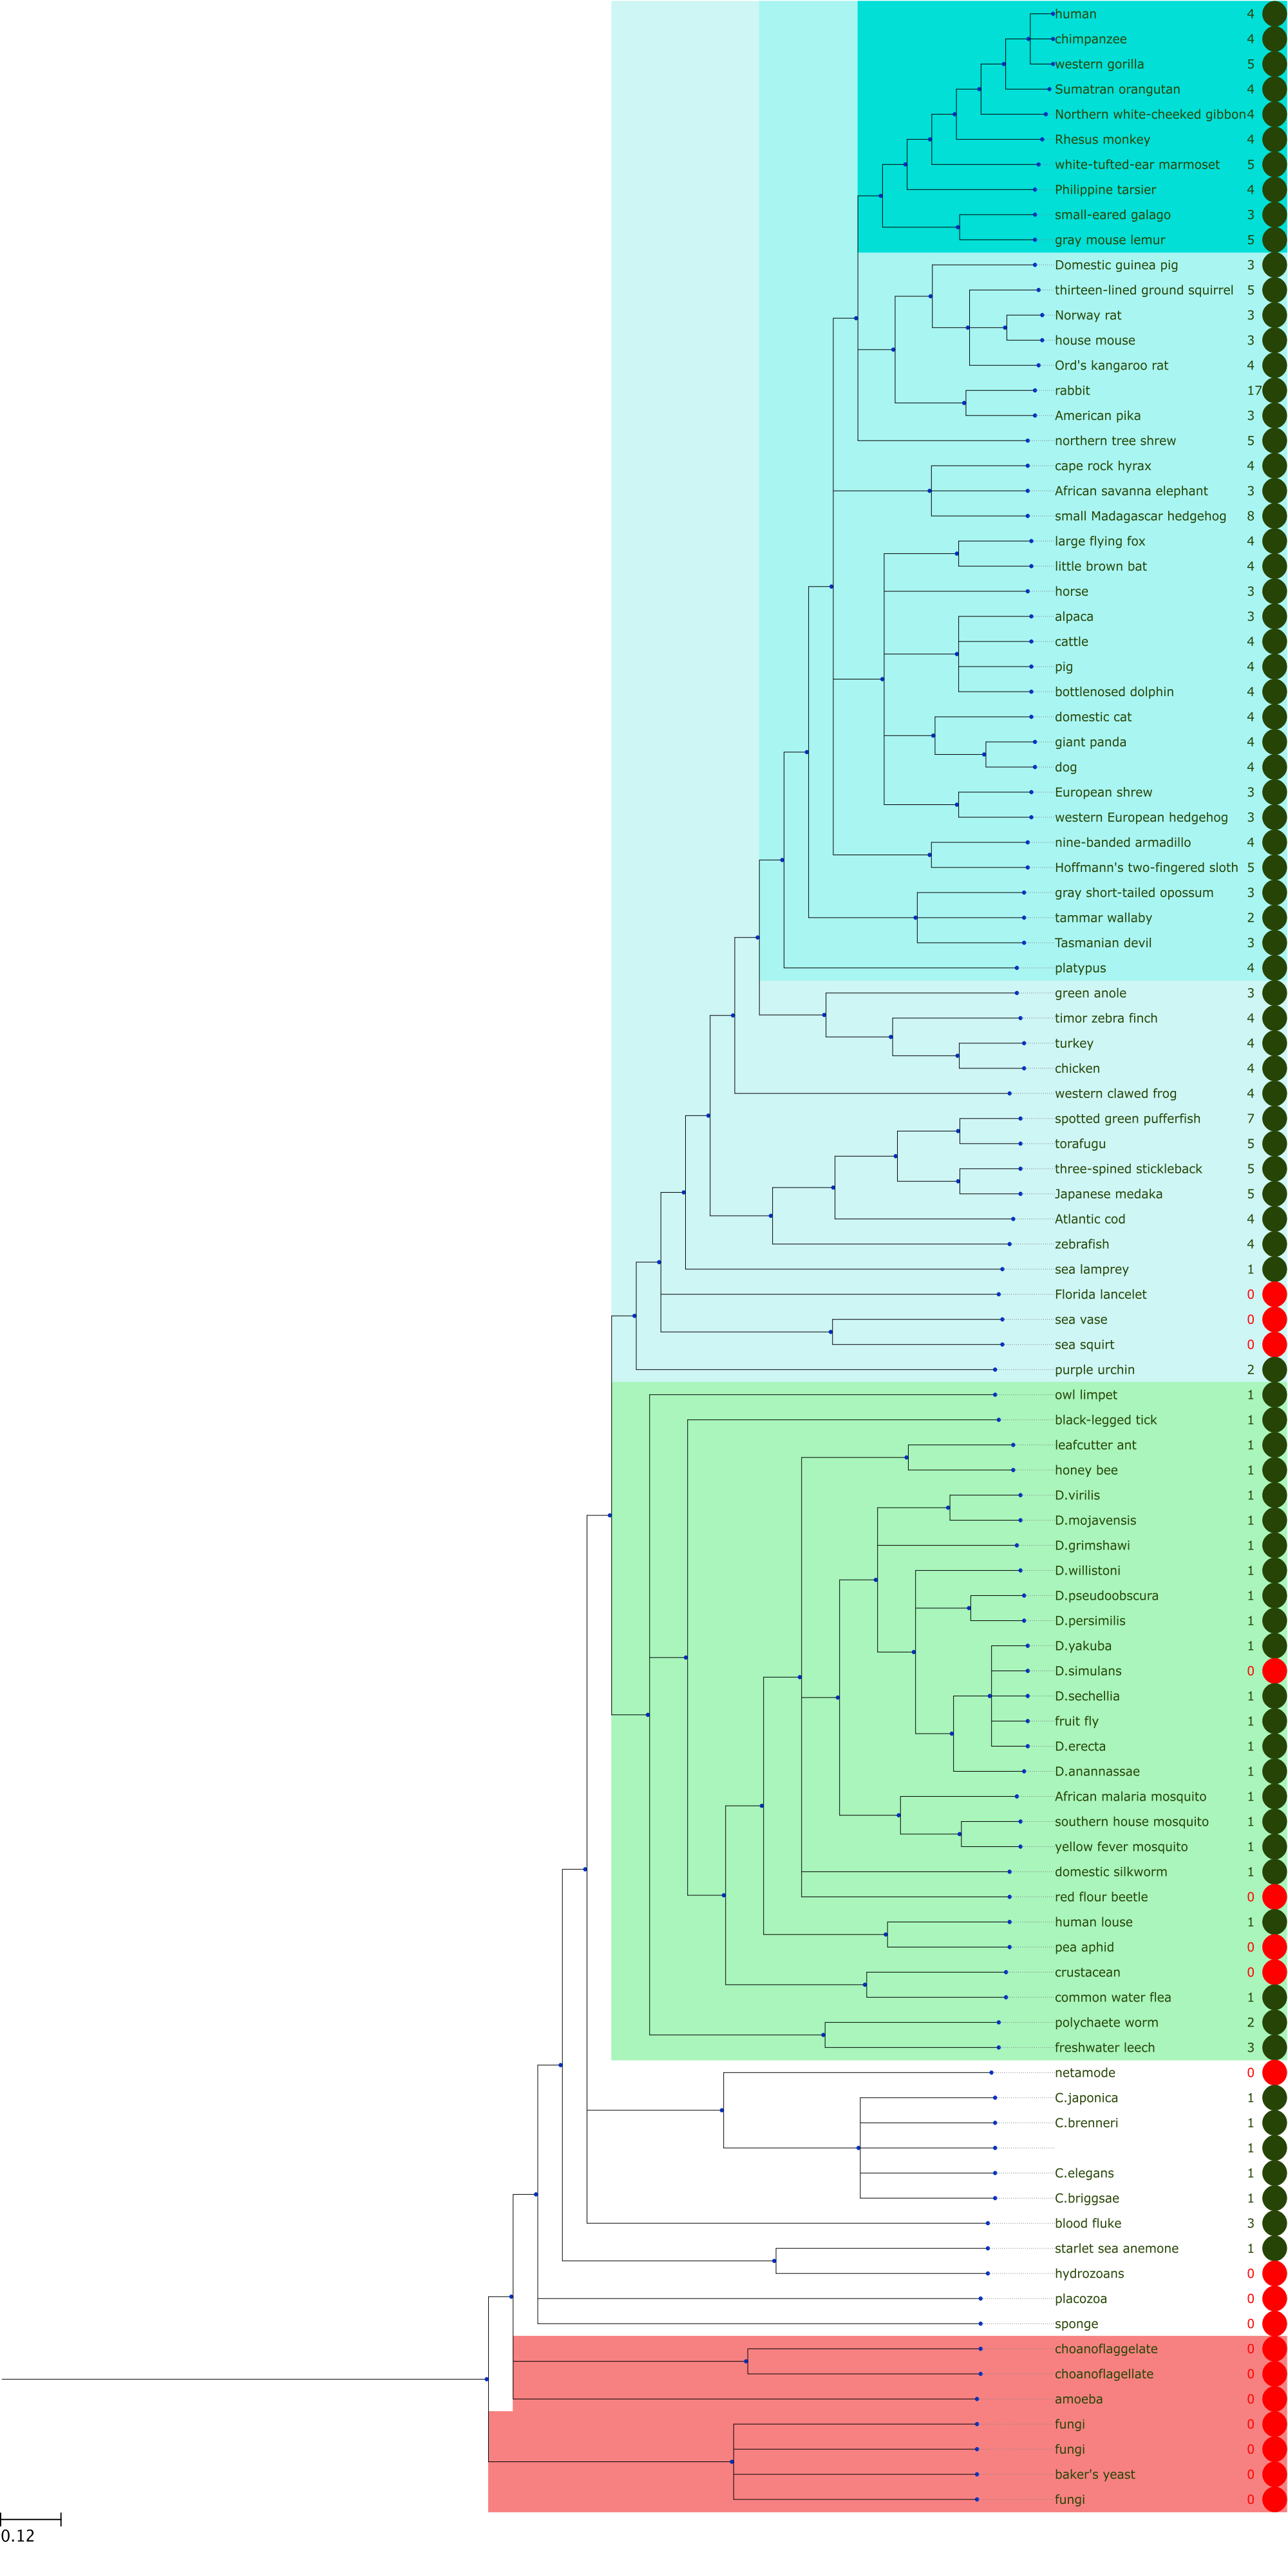 human 4
chimpanzee 4
western gorilla 5
Sumatran orangutan 4
Northern white-cheeked gibbon 4
Rhesus monkey 4
white-tufted-ear marmoset 5
Philippine tarsier 4
small-eared galago 3
gray mouse lemur 5
Domestic guinea pig 3
thirteen-lined ground squirrel 5
Norway rat 3
house mouse 3
Ord's kangaroo rat 4
rabbit 17
American pika 3
northern tree shrew 5
cape rock hyrax 4
African savanna elephant 3
small Madagascar hedgehog 8
large flying fox 4
little brown bat 4
horse 3
alpaca 3
cattle 4
pig 4
bottlenosed dolphin 4
domestic cat 4
giant panda 4
dog 4
European shrew 3
western European hedgehog 3
nine-banded armadillo 4
Hoffmann's two-fingered sloth 5
gray short-tailed opossum 3
tammar wallaby 2
Tasmanian devil 3
platypus 4
green anole 3
timor zebra finch 4
turkey 4
chicken 4
western clawed frog 4
spotted green pufferfish 7
torafugu 5
three-spined stickleback 5
Japanese medaka 5
Atlantic cod 4
zebrafish 4
sea lamprey 1
Florida lancelet 0
sea vase 0
sea squirt 0
purple urchin 2
owl limpet 1
black-legged tick 1
leafcutter ant 1
honey bee 1
D.virilis 1
D.mojavensis 1
D.grimshawi 1
D.willistoni 1
D.pseudoobscura 1
D.persimilis 1
D.yakuba 1
D.simulans 0
D.sechellia 1
fruit fly 1
D.erecta 1
D.anannassae 1
African malaria mosquito 1
southern house mosquito 1
yellow fever mosquito 1
domestic silkworm 1
red flour beetle 0
human louse 1
pea aphid 0
crustacean 0
common water flea 1
polychaete worm 2
freshwater leech 3
netamode 0
C.japonica 1
C.brenneri 1
1
C.elegans 1
C.briggsae 1
blood fluke 3
starlet sea anemone 1
hydrozoans 0
placozoa 0
sponge 0
choanoflaggelate 0
choanoflagellate 0
amoeba 0
fungi 0
fungi 0
baker's yeast 0
fungi 0
0.12